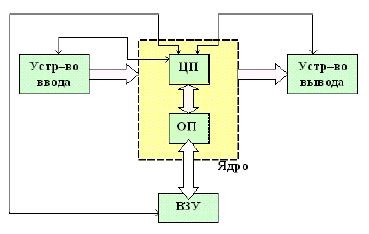 Устр-во
ввода
ЦП
Устр-во
вывода
ОП
Ядро
ВЗУ